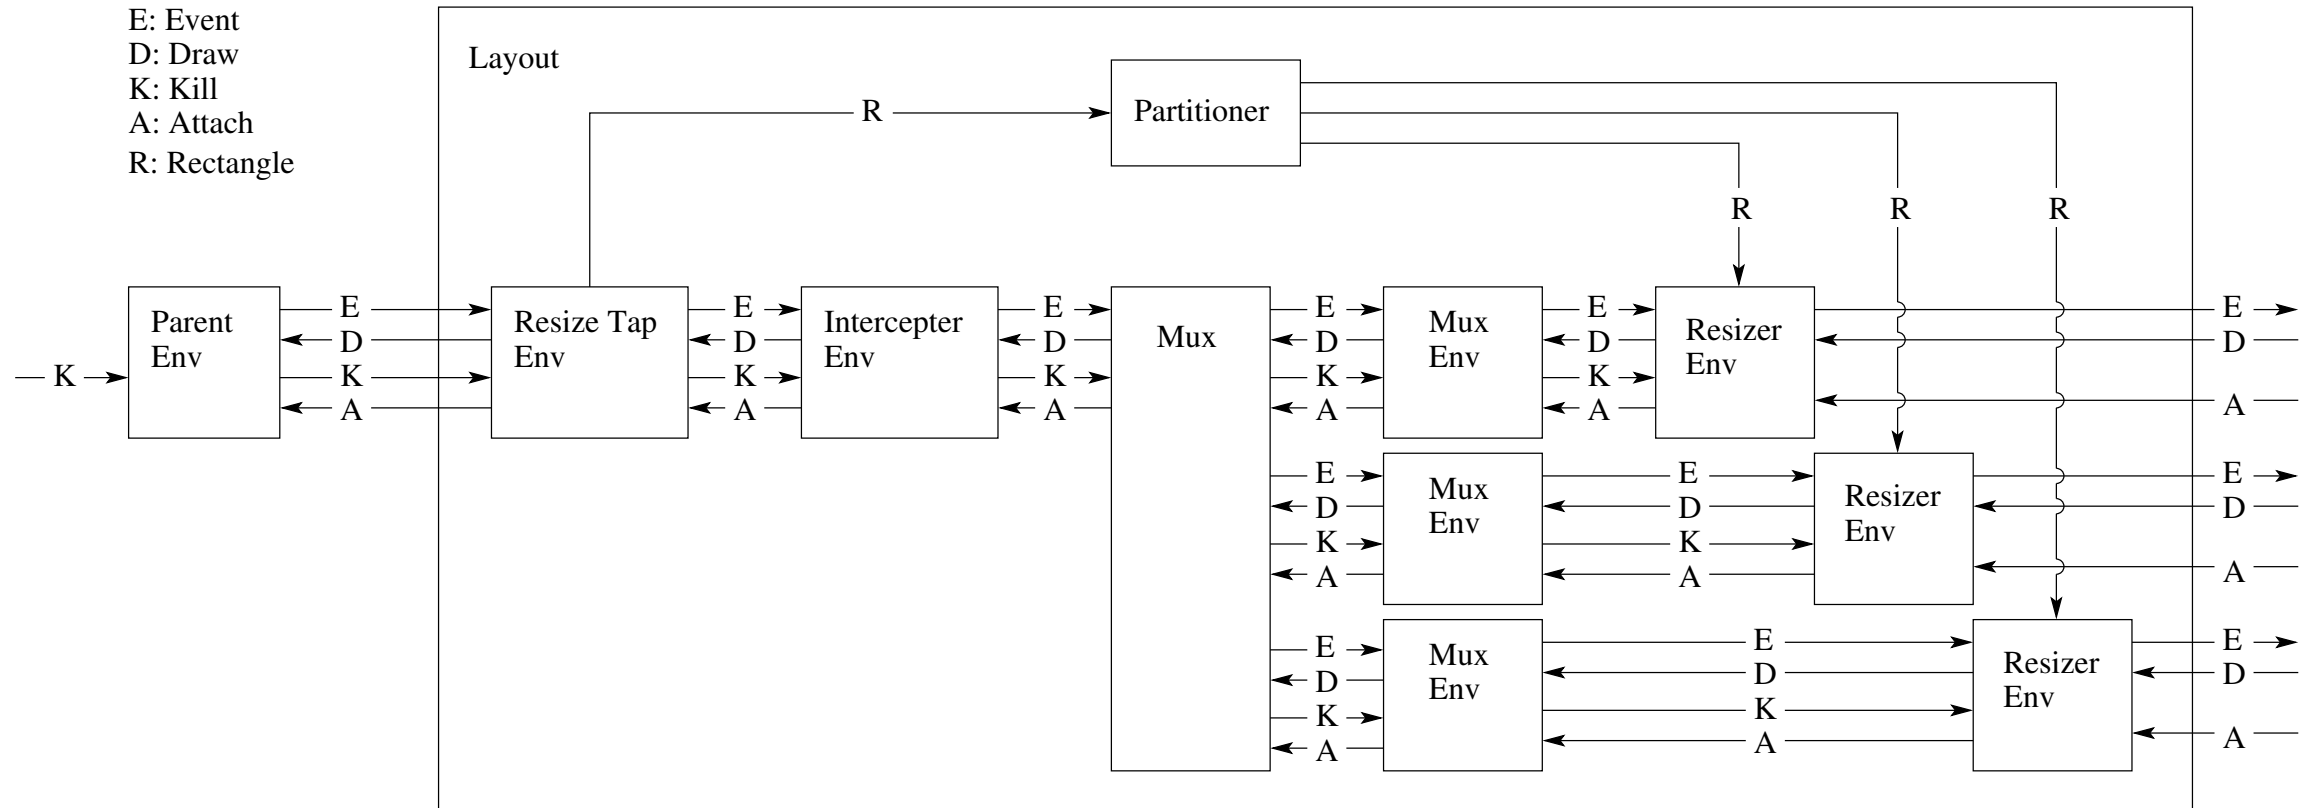 E: Event
D: Draw
K: Kill
A: Attach
R: Rectangle
Layout
Partitioner
R
R R R
Parent
Env
Resize Tap
Env
Intercepter
Env
Mux
Mux
Env
Resizer
Env
E E E E E E
D D D D D D
K K K K K K
A A A A A A
Mux
Env
Resizer
Env
E E E
D D D
K K
A A A
Mux
Env
Resizer
Env
E E E
D D D
K K
A A A